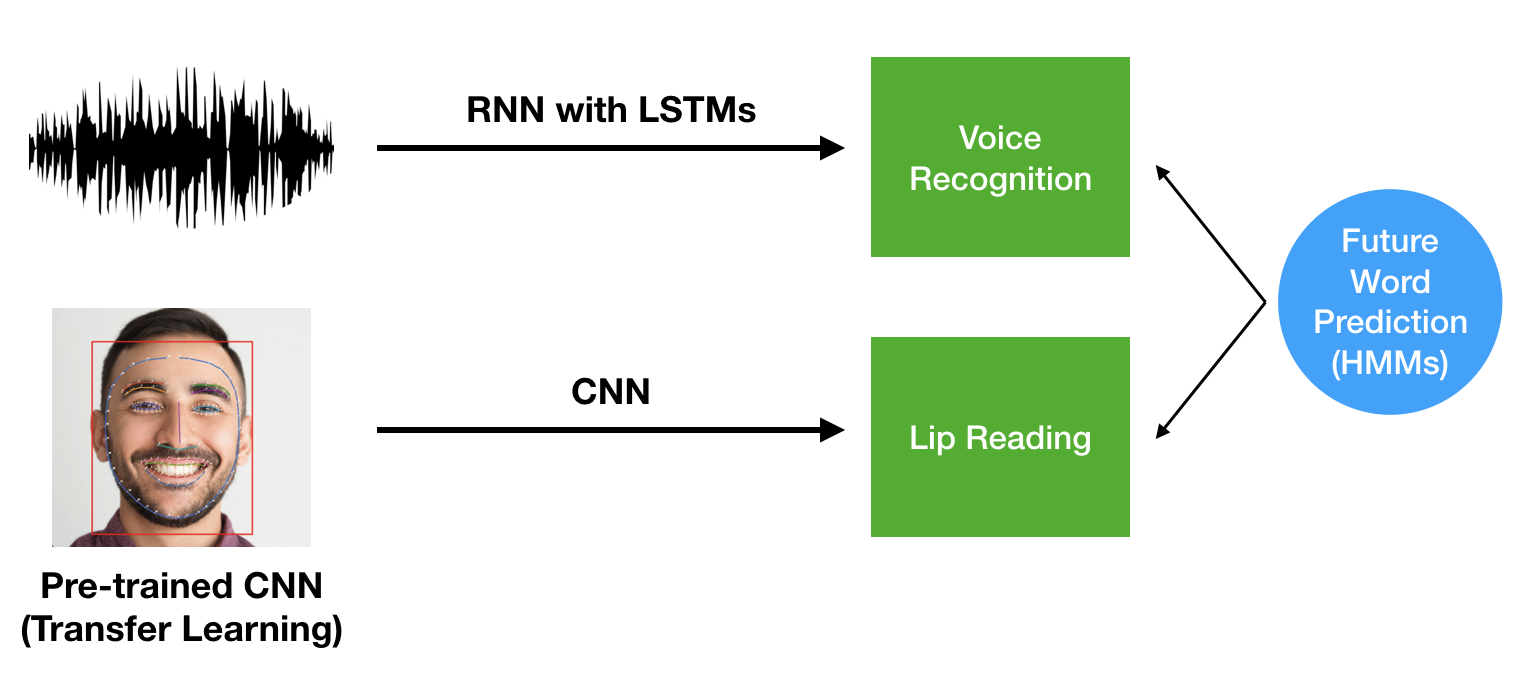 RNN with LSTMs
Voice
Recognition
CNN
Lip Reading
Future
Word
Prediction
(HMMs)
Pre-trained CNN
(Transfer Learning)